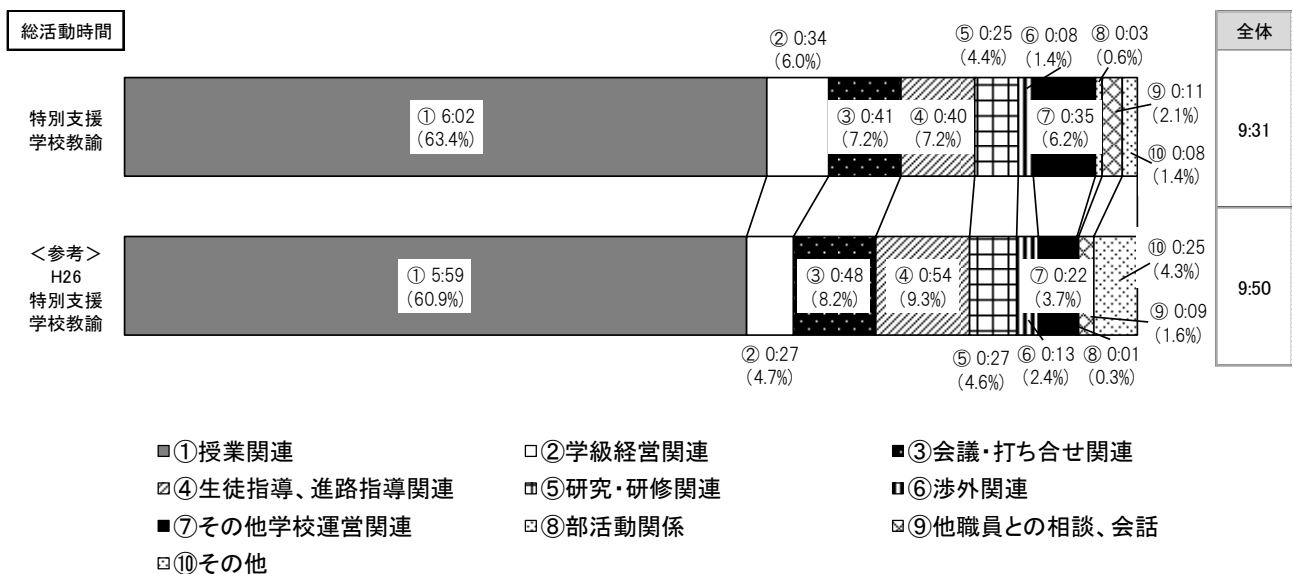 総活動時間
全体
② 0:34
(6.0%)
⑤ 0:25
(4.4%)
⑥ 0:08
(1.4%)
⑧ 0:03
(0.6%)
特別支援
学校教諭
① 6:02
(63.4%)
③ 0:41
(7.2%)
④ 0:40
(7.2%)
⑦ 0:35
(6.2%)
⑨ 0:11
(2.1%)
⑩ 0:08
(1.4%)
9:31
<参考>
H26
特別支援
学校教諭
① 5:59
(60.9%)
③ 0:48
(8.2%)
④ 0:54
(9.3%)
⑦ 0:22
(3.7%)
⑩ 0:25
(4.3%)
⑨ 0:09
(1.6%)
9:50
② 0:27
(4.7%)
⑤ 0:27
(4.6%)
⑥ 0:13
(2.4%)
⑧ 0:01
(0.3%)
①授業関連
②学級経営関連
③会議・打ち合せ関連
④生徒指導、進路指導関連
⑤研究・研修関連
⑥渉外関連
⑦その他学校運営関連
⑧部活動関係
⑨他職員との相談、会話
⑩その他